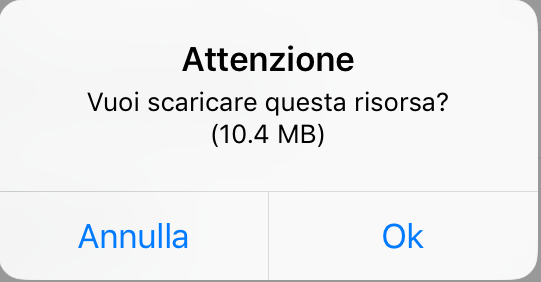 Attenzione
Vuoi scaricare questa risorsa?
(10.4 MB)
Annulla
Ok